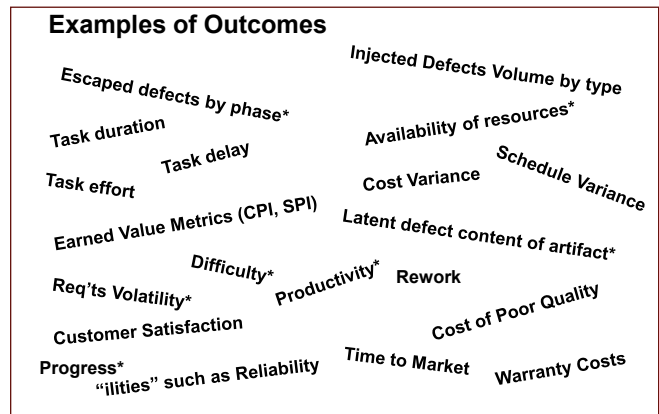 Examples of Outcomes
Injected Defects Volume by type
Escaped defects by phase*
Task duration
Availability of resources*
Task delay
Schedule Variance
Task effort
Cost Variance
Earned Value Metrics (CPI, SPI)
Latent defect content of artifact*
Difficulty*
Productivity*
Rework
Req'ts Volatility*
Cost of Poor Quality
Customer Satisfaction
Progress*
“ilities” such as Reliability
Time to Market
Warranty Costs